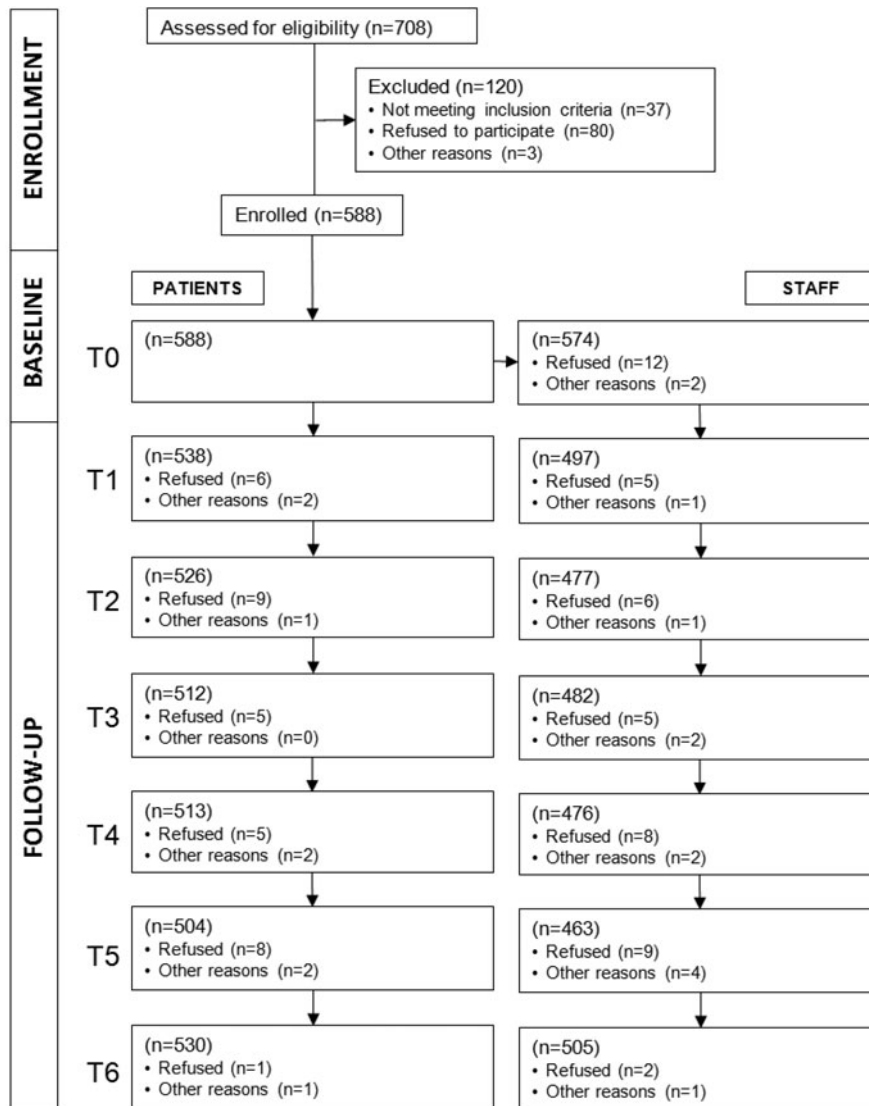 ENROLLMENT
Assessed for eligibility (n=708)
Excluded (n=120)
• Not meeting inclusion criteria (n=37)
• Refused to participate (n=80)
• Other reasons (n=3)
Enrolled (n=588)
BASELINE
PATIENTS
STAFF
T0
(n=588)
(n=574)
• Refused (n=12)
• Other reasons (n=2)
FOLLOW-UP
T1
(n=538)
• Refused (n=6)
• Other reasons (n=2)
(n=497)
• Refused (n=5)
• Other reasons (n=1)
T2
(n=526)
• Refused (n=9)
• Other reasons (n=1)
(n=477)
• Refused (n=6)
• Other reasons (n=1)
T3
(n=512)
• Refused (n=5)
• Other reasons (n=0)
(n=482)
• Refused (n=5)
• Other reasons (n=2)
T4
(n=513)
• Refused (n=5)
• Other reasons (n=2)
(n=476)
• Refused (n=8)
• Other reasons (n=2)
T5
(n=504)
• Refused (n=8)
• Other reasons (n=2)
(n=463)
• Refused (n=9)
• Other reasons (n=4)
T6
(n=530)
• Refused (n=1)
• Other reasons (n=1)
(n=505)
• Refused (n=2)
• Other reasons (n=1)